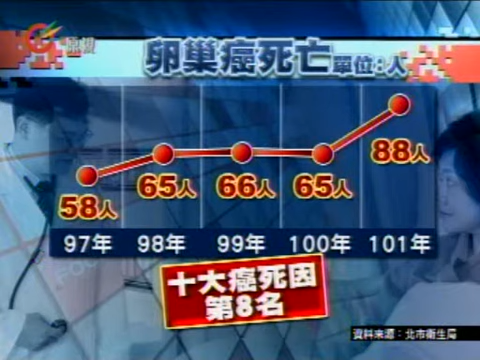 卵巢癌死亡 單位:人
58人
65人
66人
65人
88人
97年 98年 99年 100年 101年
十大癌死因
第8名
資料來源:北市衛生局